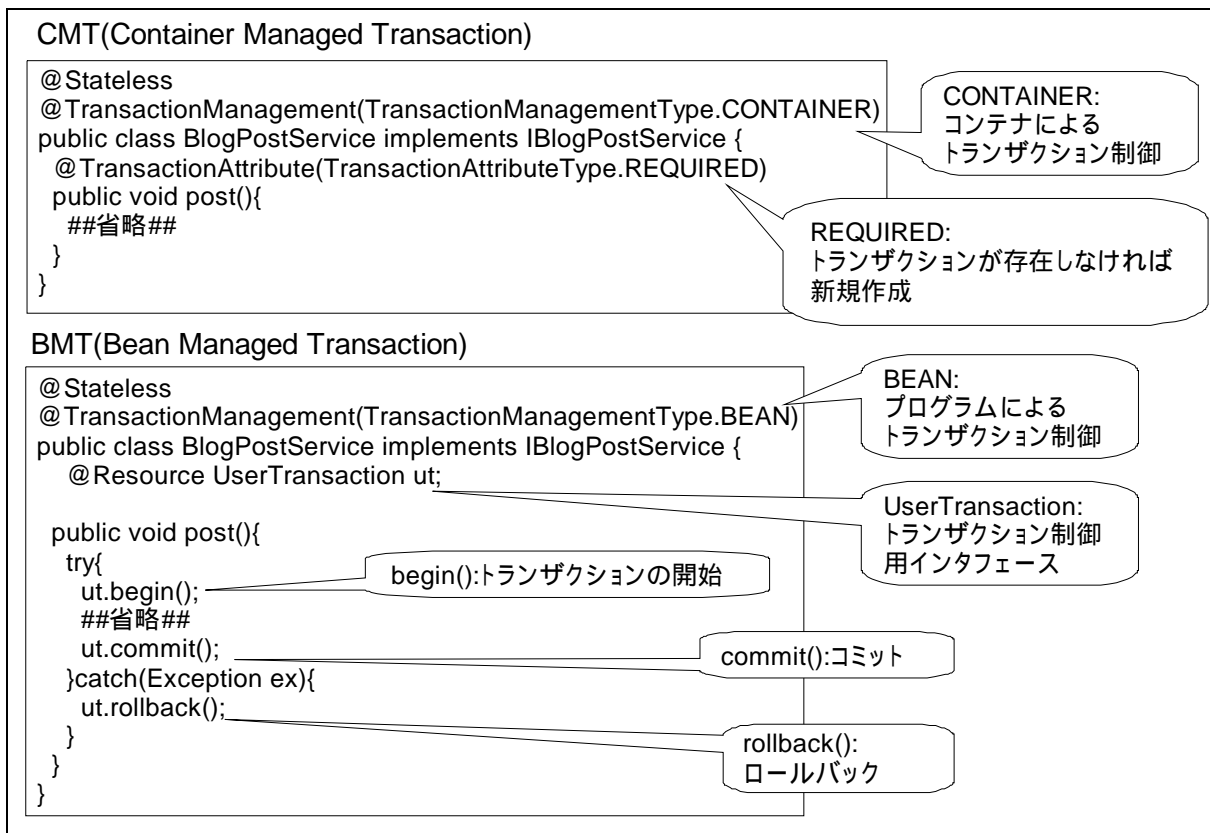 CMT(Container Managed Transaction)
@Stateless
@TransactionManagement(TransactionManagementType.CONTAINER)
public class BlogPostService implements IBlogPostService {
@TransactionAttribute(TransactionAttributeType.REQUIRED)
public void post(){
##省略##
}
}
CONTAINER:
コンテナによる
トランザクション制御
REQUIRED:
トランザクションが存在しなければ
新規作成
BMT(Bean Managed Transaction)
@Stateless
@TransactionManagement(TransactionManagementType.BEAN)
public class BlogPostService implements IBlogPostService {
@Resource UserTransaction ut;
public void post(){
try{
ut.begin();
##省略##
ut.commit();
}catch(Exception ex){
ut.rollback();
}
}
}
BEAN:
プログラムによる
トランザクション制御
UserTransaction:
トランザクション制御
用インタフェース
begin():トランザクションの開始
commit():コミット
rollback():
ロールバック